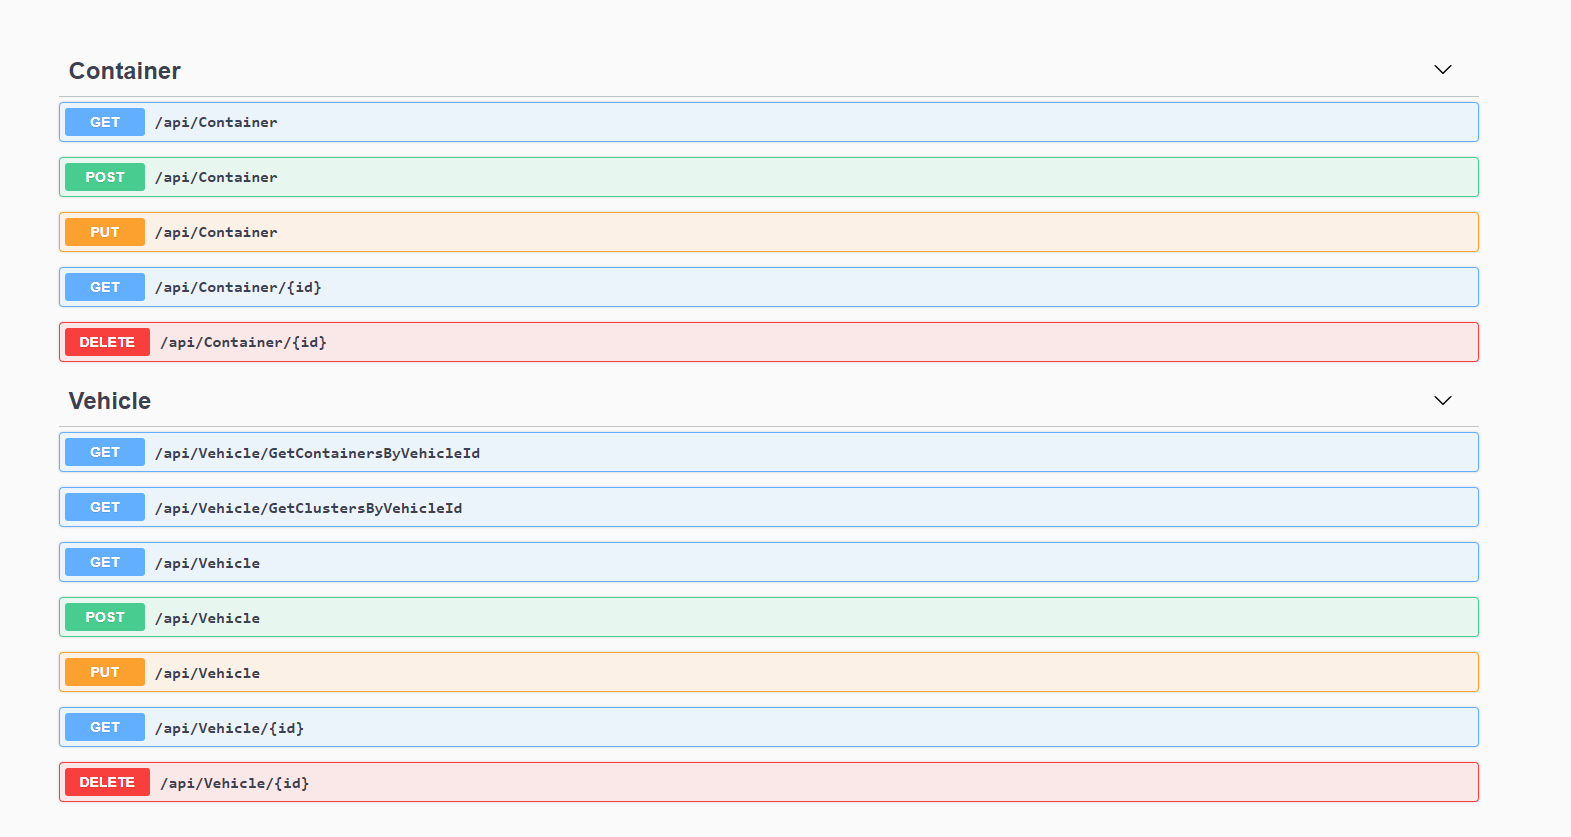 Container
GET /api/Container
POST /api/Container
PUT /api/Container
GET /api/Container/{id}
DELETE /api/Container/{id}
Vehicle
GET /api/Vehicle/GetContainersByVehicleId
GET /api/Vehicle/GetClustersByVehicleId
GET /api/Vehicle
POST /api/Vehicle
PUT /api/Vehicle
GET /api/Vehicle/{id}
DELETE /api/Vehicle/{id}